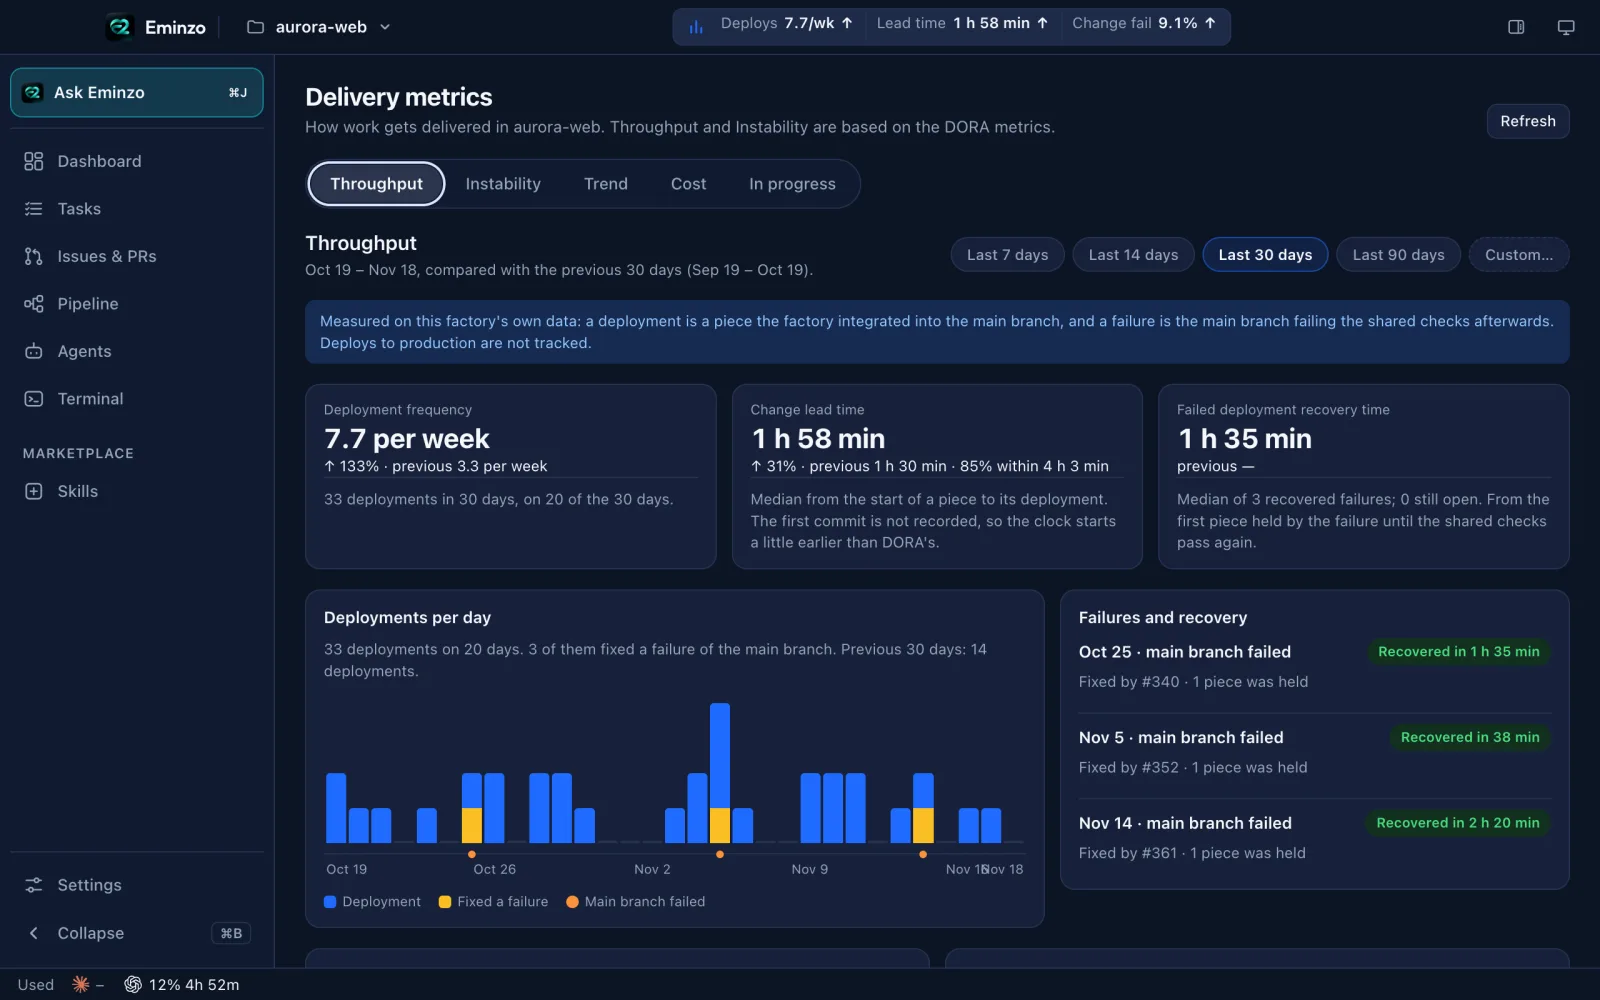 Eminzo
aurora-web
Deploys 7.7/wk ↑
Lead time 1 h 58 min ↑
Change fail 9.1% ↑
Ask Eminzo ⌘J
Dashboard
Tasks
Issues & PRs
Pipeline
Agents
Terminal
MARKETPLACE
Skills
Settings
Collapse ⌘B
Delivery metrics
How work gets delivered in aurora-web. Throughput and Instability are based on the DORA metrics.
Refresh
Throughput Instability Trend Cost In progress
Throughput
Oct 19 – Nov 18, compared with the previous 30 days (Sep 19 – Oct 19).
Last 7 days Last 14 days Last 30 days Last 90 days Custom...
Measured on this factory's own data: a deployment is a piece the factory integrated into the main branch, and a failure is the main branch failing the shared checks afterwards.
Deploys to production are not tracked.
Deployment frequency
7.7 per week
↑ 133% · previous 3.3 per week
33 deployments in 30 days, on 20 of the 30 days.
Change lead time
1 h 58 min
↑ 31% · previous 1 h 30 min · 85% within 4 h 3 min
Median from the start of a piece to its deployment.
The first commit is not recorded, so the clock starts
a little earlier than DORA's.
Failed deployment recovery time
1 h 35 min
previous —
Median of 3 recovered failures; 0 still open. From the
first piece held by the failure until the shared checks
pass again.
Deployments per day
33 deployments on 20 days. 3 of them fixed a failure of the main branch. Previous 30 days: 14
deployments.
Oct 19 Oct 26 Nov 2 Nov 9 Nov 16 Nov 18
Deployment Fixed a failure Main branch failed
Failures and recovery
Oct 25 · main branch failed Recovered in 1 h 35 min
Fixed by #340 · 1 piece was held
Nov 5 · main branch failed Recovered in 38 min
Fixed by #352 · 1 piece was held
Nov 14 · main branch failed Recovered in 2 h 20 min
Fixed by #361 · 1 piece was held
Used – 12% 4h 52m